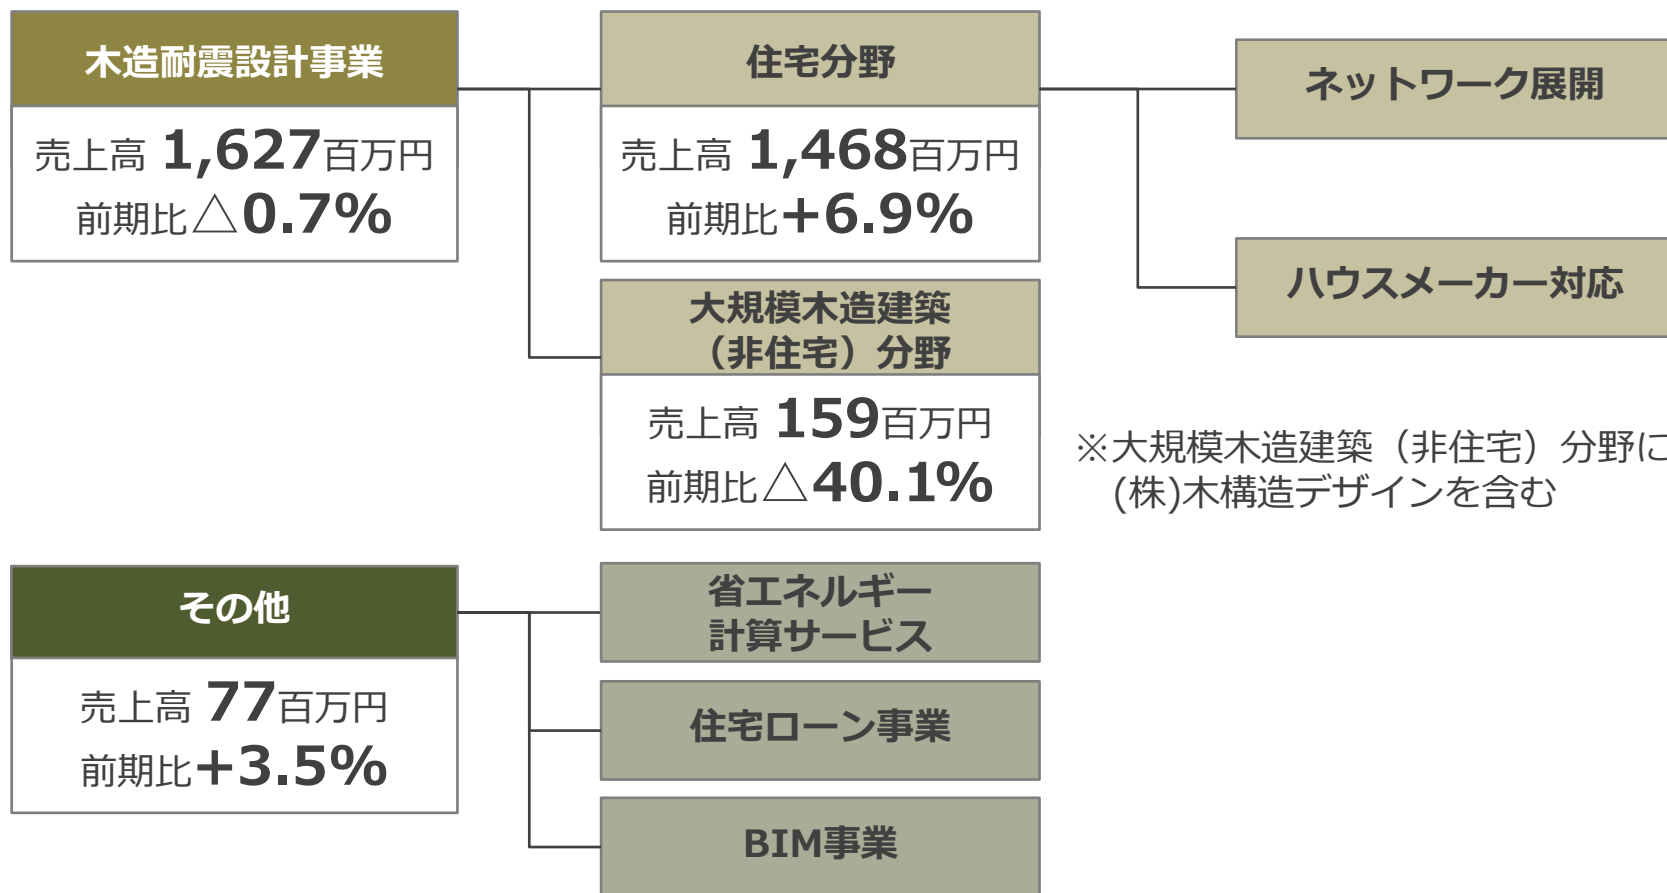 木造耐震設計事業
売上高 1,627百万円
前期比△0.7%
住宅分野
売上高 1,468百万円
前期比+6.9%
ネットワーク展開
ハウスメーカー対応
大規模木造建築
（非住宅）分野
売上高 159百万円
前期比△40.1%
※大規模木造建築（非住宅）分野に
(株)木構造デザインを含む
その他
売上高 77百万円
前期比+3.5%
省エネルギー
計算サービス
住宅ローン事業
BIM事業